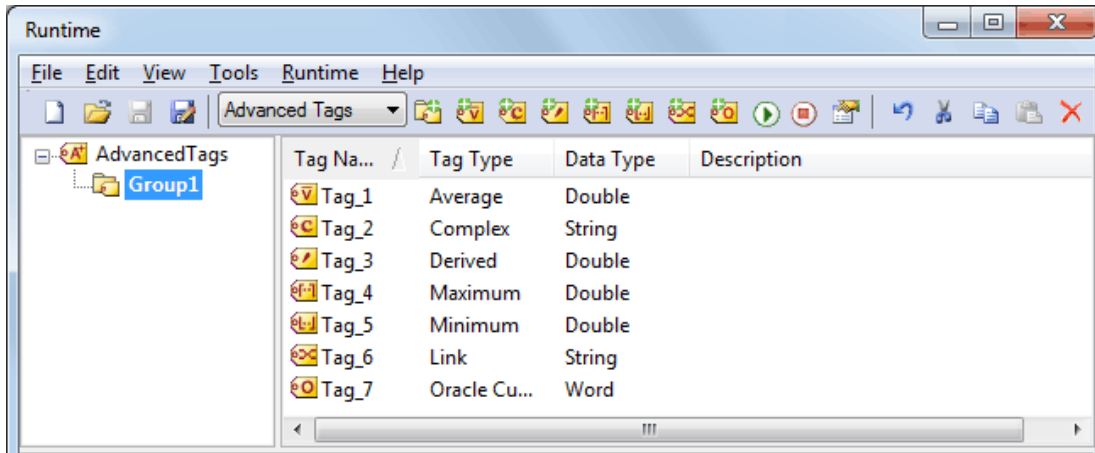 Runtime
File Edit View Tools Runtime Help
Advanced Tags
AdvancedTags
Group1
Tag Na... Tag Type Data Type Description
Tag_1 Average Double
Tag_2 Complex String
Tag_3 Derived Double
Tag_4 Maximum Double
Tag_5 Minimum Double
Tag_6 Link String
Tag_7 Oracle Cu... Word